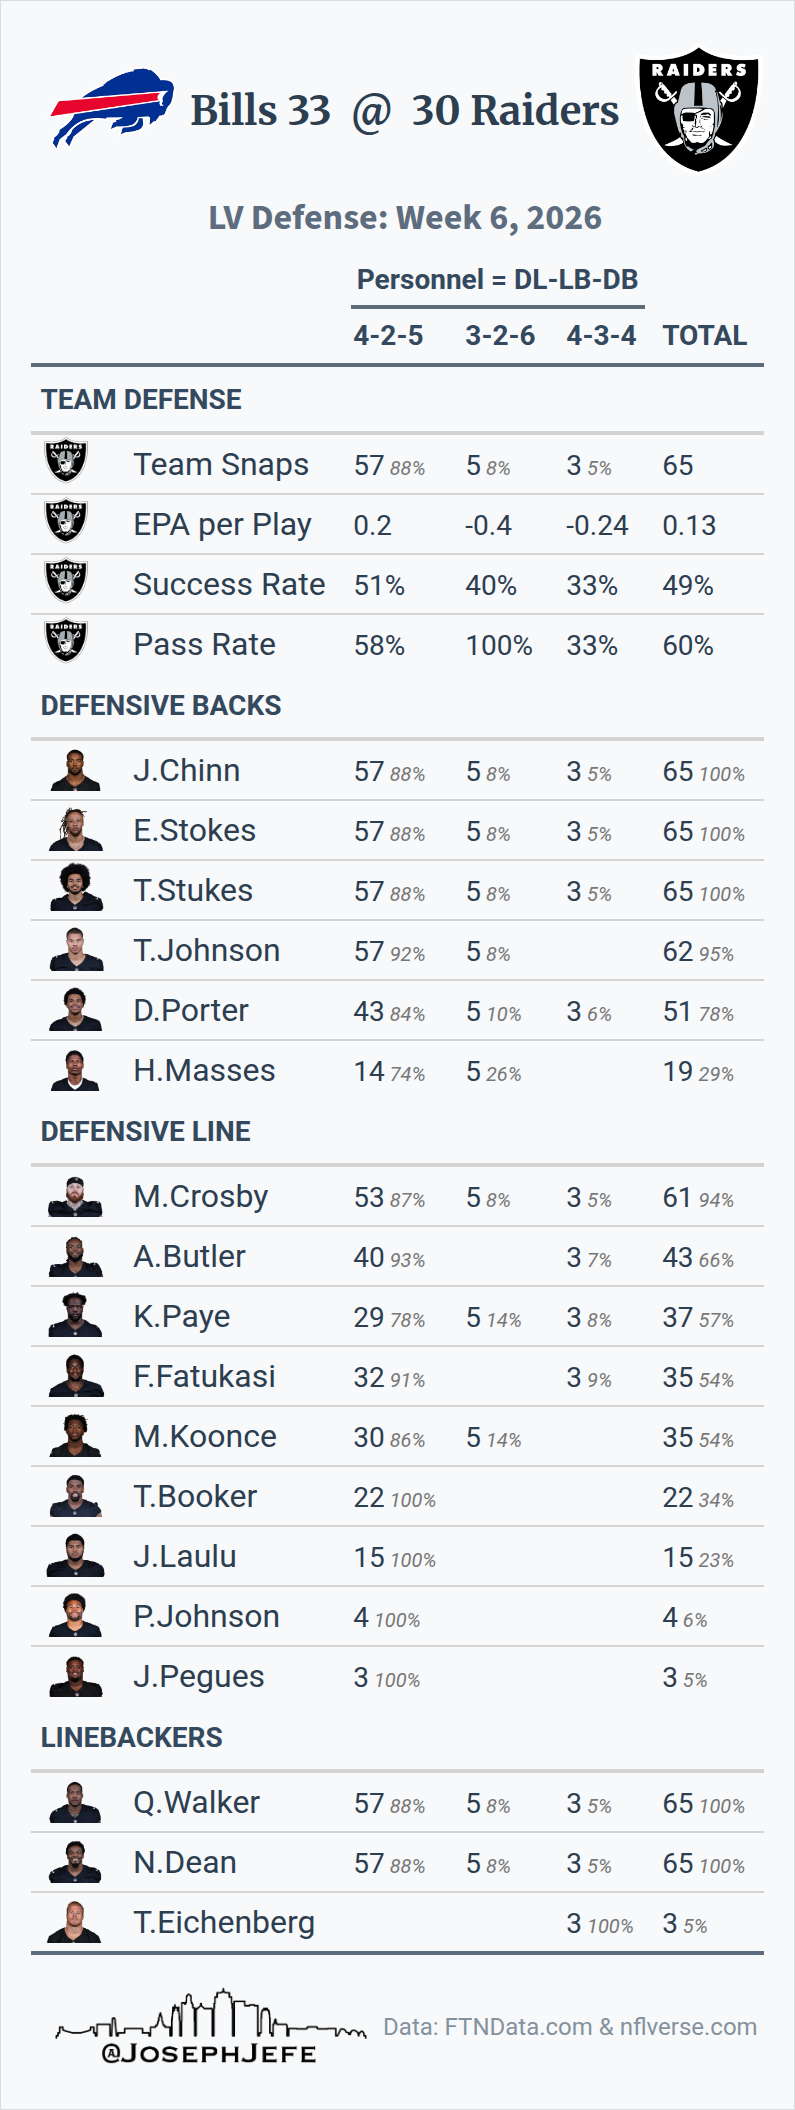 RAIDERS
Bills 33 @ 30 Raiders
LV Defense: Week 6, 2026
Personnel = DL-LB-DB
4-2-5 3-2-6 4-3-4 TOTAL
TEAM DEFENSE
Team Snaps 57 88% 5 8% 3 5% 65
EPA per Play 0.2 -0.4 -0.24 0.13
Success Rate 51% 40% 33% 49%
Pass Rate 58% 100% 33% 60%
DEFENSIVE BACKS
J.Chinn 57 88% 5 8% 3 5% 65 100%
E.Stokes 57 88% 5 8% 3 5% 65 100%
T.Stukes 57 88% 5 8% 3 5% 65 100%
T.Johnson 57 92% 5 8% 62 95%
D.Porter 43 84% 5 10% 3 6% 51 78%
H.Masses 14 74% 5 26% 19 29%
DEFENSIVE LINE
M.Crosby 53 87% 5 8% 3 5% 61 94%
A.Butler 40 93% 3 7% 43 66%
K.Paye 29 78% 5 14% 3 8% 37 57%
F.Fatukasi 32 91% 3 9% 35 54%
M.Koonce 30 86% 5 14% 35 54%
T.Booker 22 100% 22 34%
J.Laulu 15 100% 15 23%
P.Johnson 4 100% 4 6%
J.Pegues 3 100% 3 5%
LINEBACKERS
Q.Walker 57 88% 5 8% 3 5% 65 100%
N.Dean 57 88% 5 8% 3 5% 65 100%
T.Eichenberg 3 100% 3 5%
@JOSEPHJEFE
Data: FTNData.com & nflverse.com